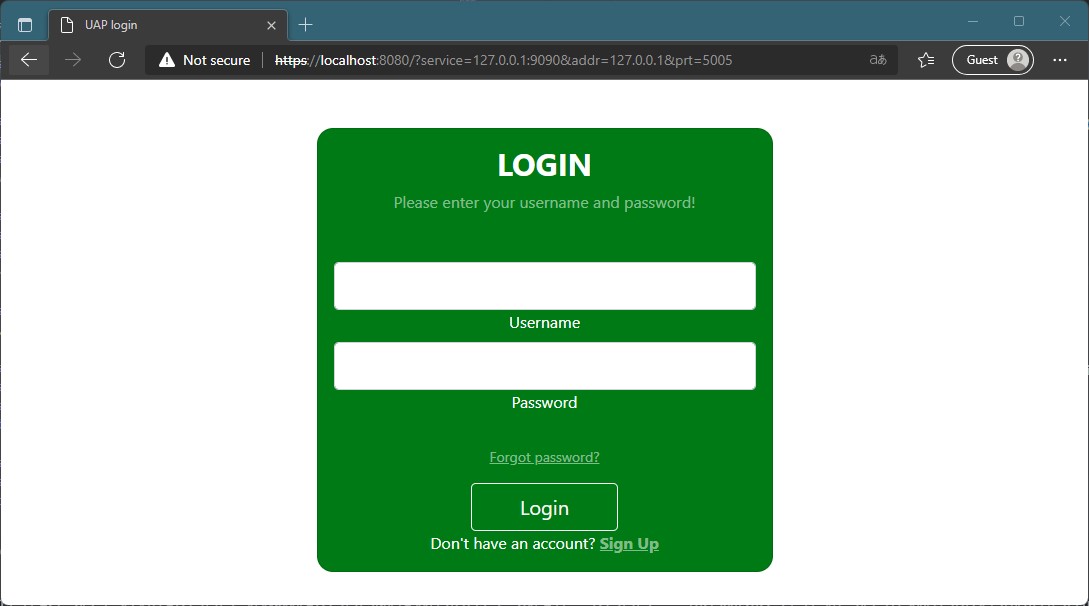 UAP login
Not secure https://localhost:8080/?service=127.0.0.1:9090&addr=127.0.0.1&prt=5005 aあ Guest
LOGIN
Please enter your username and password!
Username
Password
Forgot password?
Login
Don't have an account? Sign Up